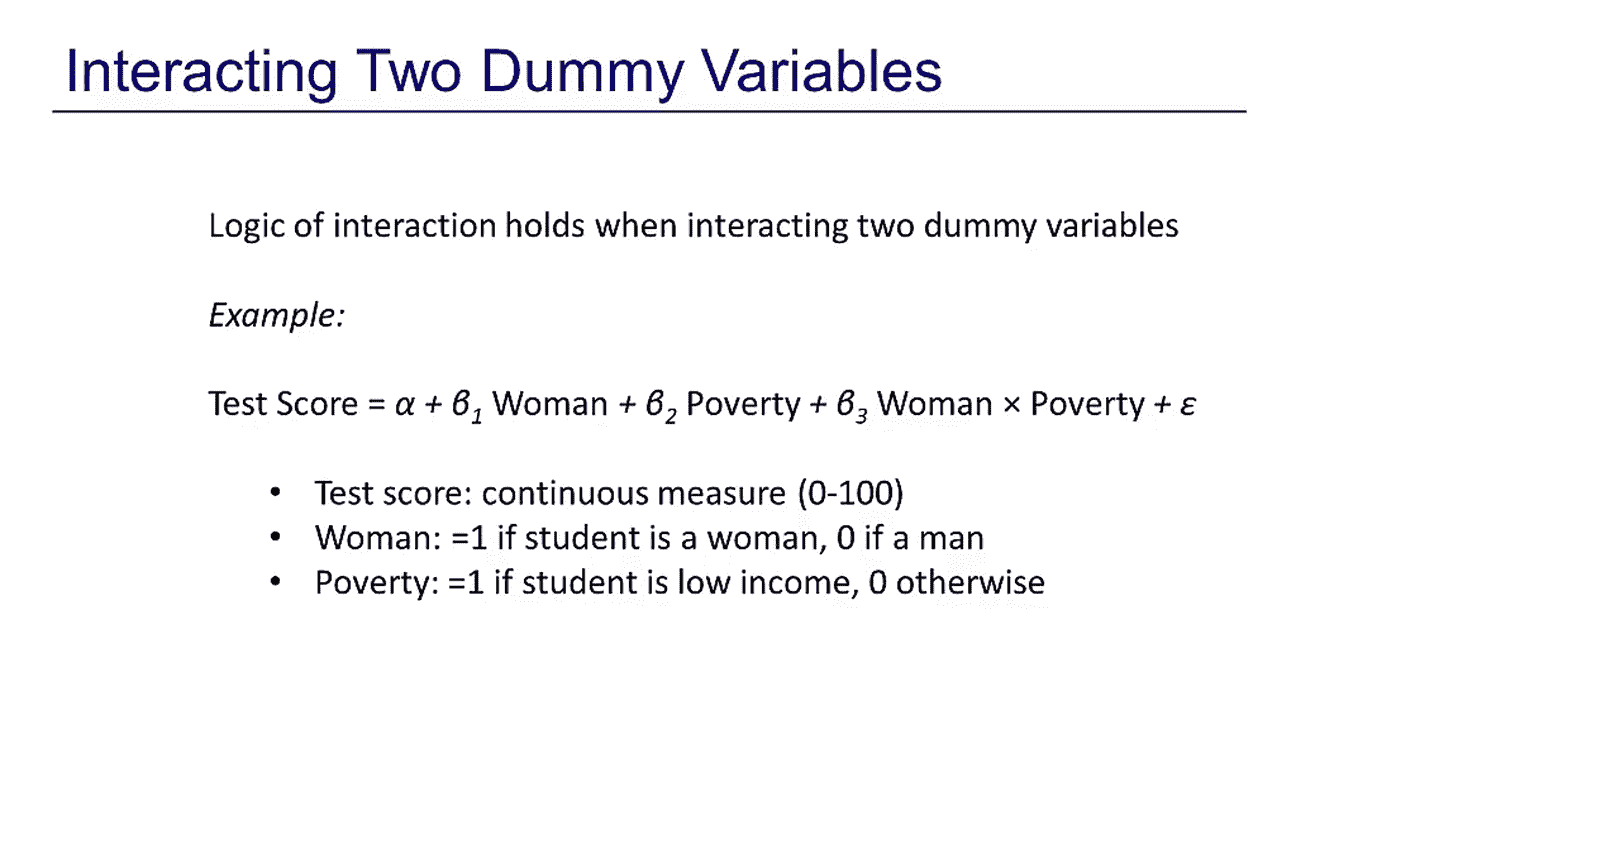 Interacting Two Dummy Variables
Logic of interaction holds when interacting two dummy variables
Example:
Test Score = α + β₁ Woman + β₂ Poverty + β₃ Woman × Poverty + ε
• Test score: continuous measure (0-100)
• Woman: =1 if student is a woman, 0 if a man
• Poverty: =1 if student is low income, 0 otherwise